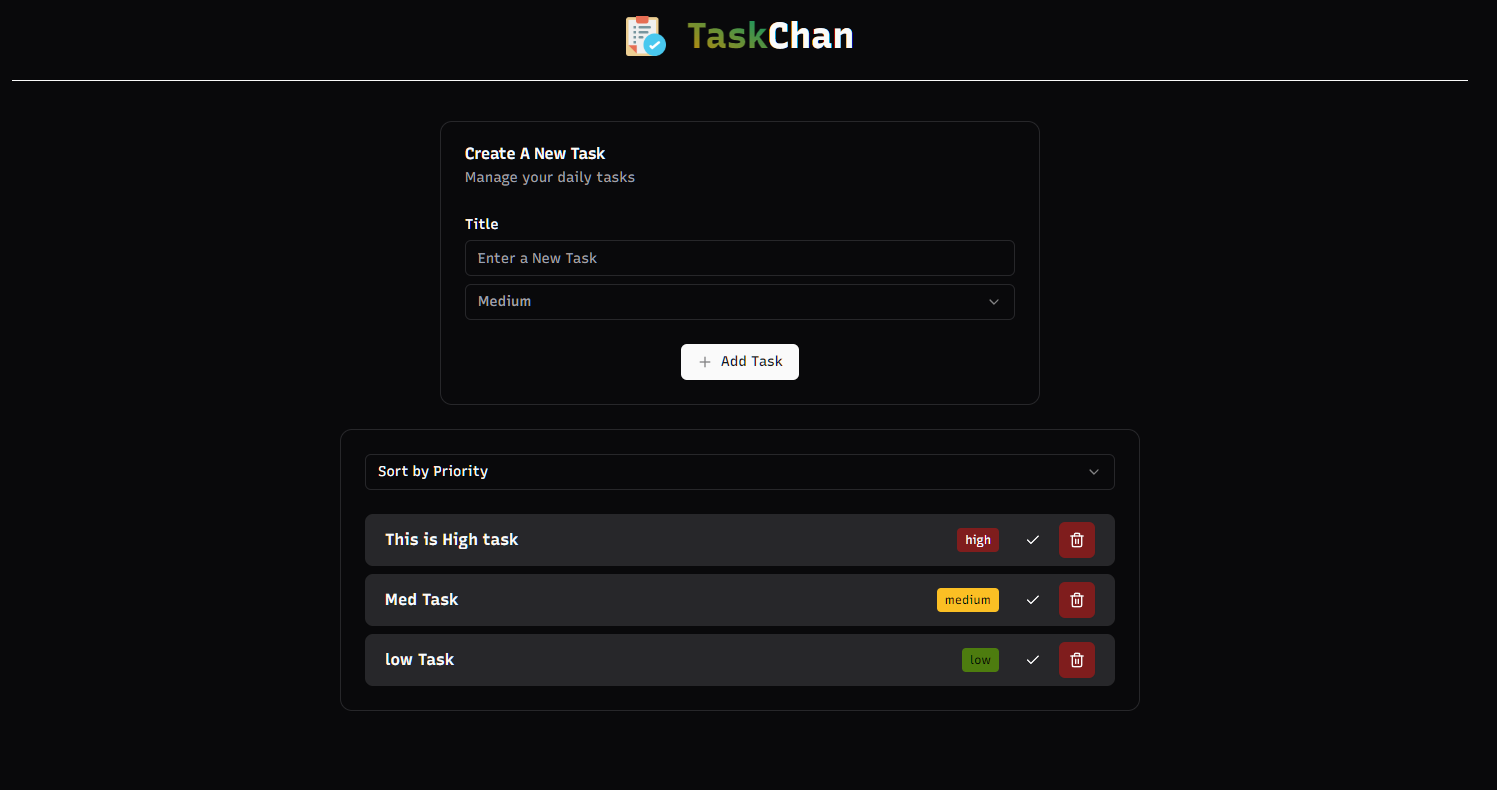 TaskChan
Create A New Task
Manage your daily tasks
Title
Enter a New Task
Medium
Add Task
Sort by Priority
This is High task high
Med Task medium
low Task low